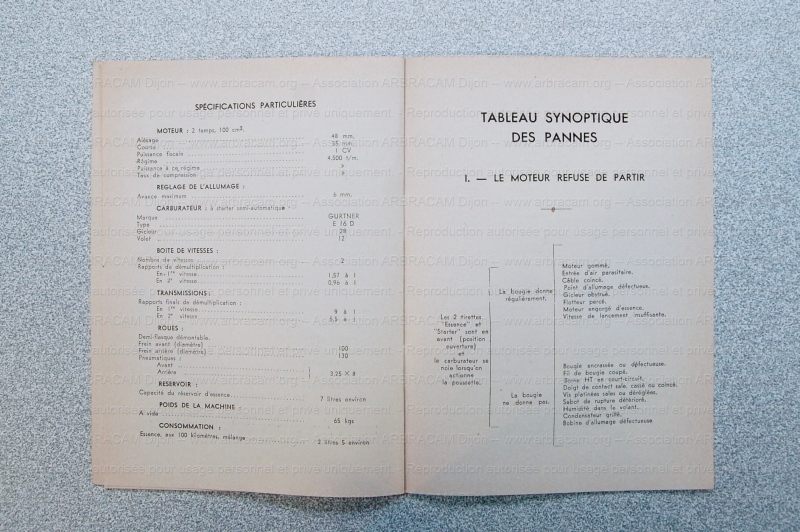 SPÉCIFICATIONS PARTICULIÈRES
MOTEUR : 2 temps, 100 cm3.
Alésage 48 mm.
Course 55 mm.
Puissance fiscale 1 CV
Régime 4.500 t/m.
Puissance à ce régime »
Taux de compression
REGLAGE DE L'ALLUMAGE :
Avance maximum 6 mm.
CARBURATEUR : à starter semi-automatique
Marque GURTNER
Type E 16 D
Gicleur 28
Volet 12
BOITE DE VITESSES :
Nombre de vitesses 2
Rapports de démultiplication :
En 1re vitesse 1,57 à 1
En 2e vitesse 0,96 à 1
TRANSMISSIONS :
Rapports finals de démultiplication :
En 1re vitesse 9 à 1
En 2e vitesse 5,5 à 1
ROUES :
Demi-flasque démontable.
Frein avant (diamètre) 100
Frein arrière (diamètre) 130
Pneumatiques :
Avant
Arrière 3,25 × 8
RESERVOIR :
Capacité du réservoir d'essence 7 litres environ
POIDS DE LA MACHINE :
A vide 65 kgs
CONSOMMATION :
Essence, aux 100 kilomètres, mélange 2 litres 5 environ
TABLEAU SYNOPTIQUE
DES PANNES
I. — LE MOTEUR REFUSE DE PARTIR
Les 2 tirettes
"Essence" et
"Starter" sont en
avant (position
ouverture)
et
le carburateur se
noie lorsqu'on
actionne
la poussette.
La bougie donne
régulièrement.
Moteur gommé.
Entrée d'air parasitaire.
Câble coincé.
Point d'allumage défectueux.
Gicleur obstrué.
Flotteur percé.
Moteur engorgé d'essence.
Vitesse de lancement insuffisante.
La bougie
ne donne pas.
Bougie encrassée ou défectueuse.
Fil de bougie coupé.
Borne HT en court-circuit.
Doigt de contact sale, cassé ou coincé.
Vis platinées sales ou déréglées.
Sabot de rupture détérioré.
Humidité dans le volant.
Condensateur grillé.
Bobine d'allumage défectueuse